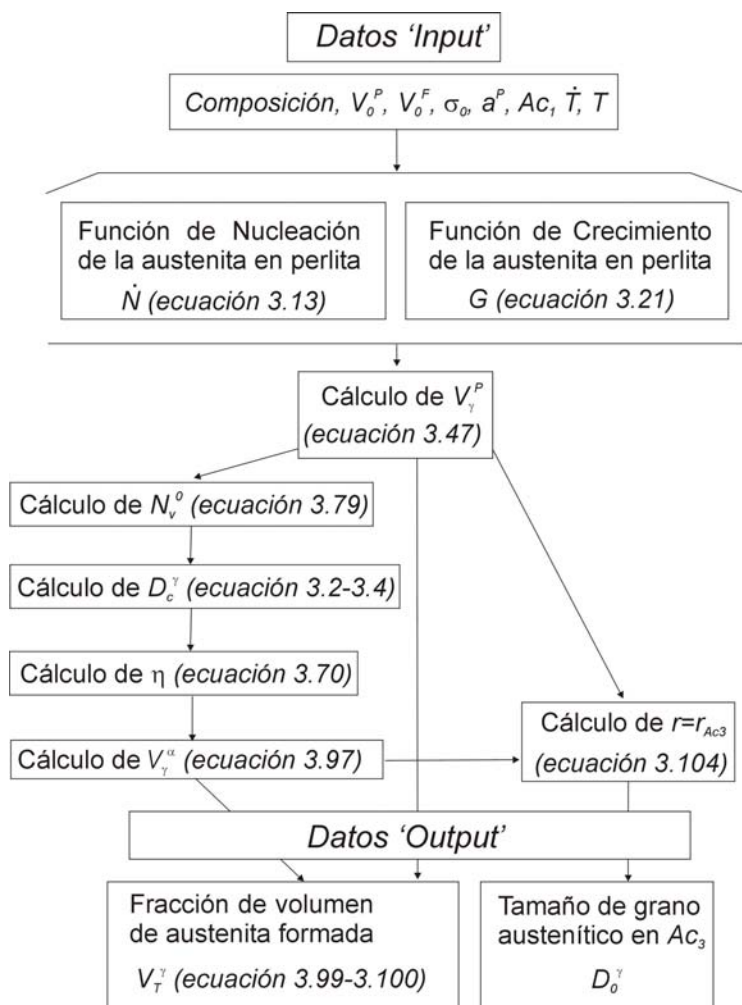 Datos ‘Input’
Composición, V₀ᴾ, V₀ꟳ, σ₀, aᴾ, Ac₁ Ṫ, T
Función de Nucleación
de la austenita en perlita
Ṅ (ecuación 3.13)
Función de Crecimiento
de la austenita en perlita
G (ecuación 3.21)
Cálculo de Vᵧᴾ
(ecuación 3.47)
Cálculo de Nᵥ⁰ (ecuación 3.79)
Cálculo de D_c^γ (ecuación 3.2-3.4)
Cálculo de η (ecuación 3.70)
Cálculo de Vᵧ^α (ecuación 3.97)
Cálculo de r=r_Ac3
(ecuación 3.104)
Datos ‘Output’
Fracción de volumen
de austenita formada
V_T^γ (ecuación 3.99-3.100)
Tamaño de grano
austenítico en Ac₃
D₀^γ